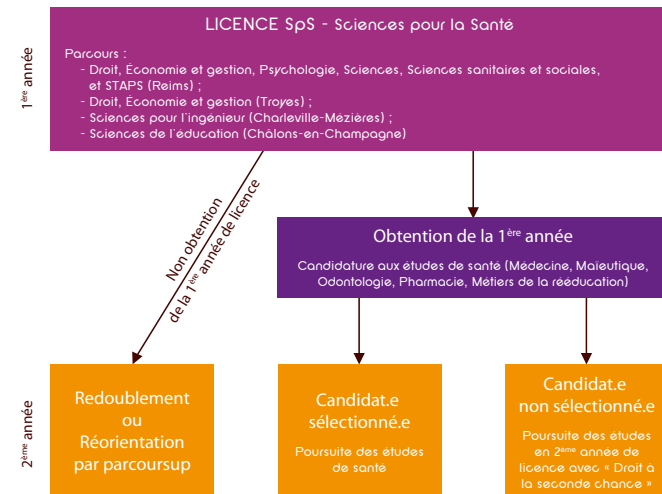 LICENCE SpS - Sciences pour la Santé
Parcours :
- Droit, Économie et gestion, Psychologie, Sciences, Sciences sanitaires et sociales,
et STAPS (Reims) ;
- Droit, Économie et gestion (Troyes) ;
- Sciences pour l'ingénieur (Charleville-Mézières) ;
- Sciences de l'éducation (Châlons-en-Champagne)
1ère année
Non obtention
de la 1ère année de licence
Obtention de la 1ère année
Candidature aux études de santé (Médecine, Maïeutique,
Odontologie, Pharmacie, Métiers de la rééducation)
2ème année
Redoublement
ou
Réorientation
par parcoursup
Candidat.e
sélectionné.e
Poursuite des études
de santé
Candidat.e
non sélectionné.e
Poursuite des études
en 2ème année de
licence avec « Droit à
la seconde chance »